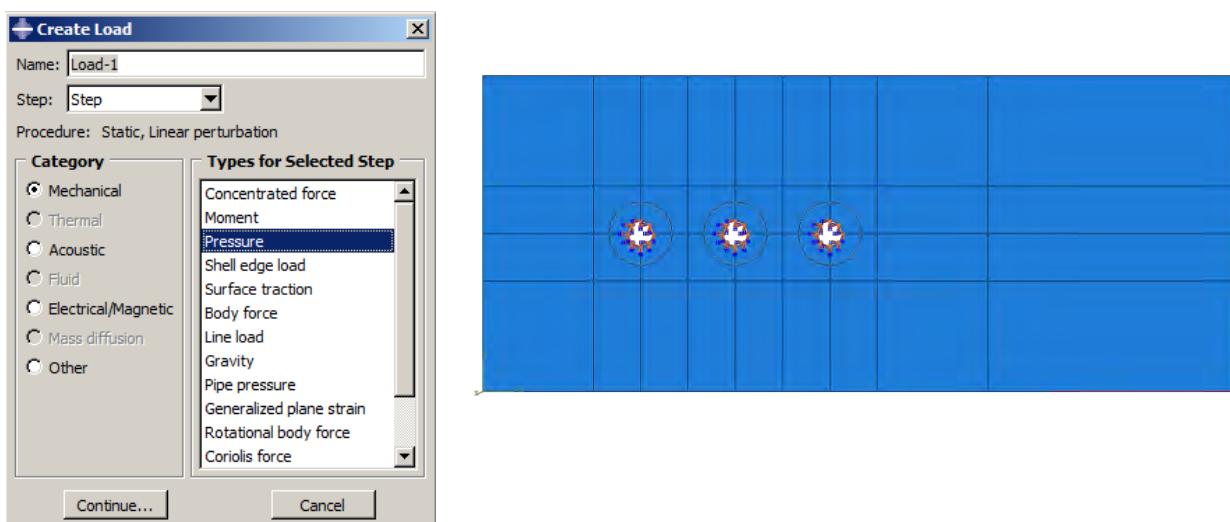 Create Load
Name: Load-1
Step: Step
Procedure: Static, Linear perturbation
Category
Mechanical
Thermal
Acoustic
Fluid
Electrical/Magnetic
Mass diffusion
Other
Types for Selected Step
Concentrated force
Moment
Pressure
Shell edge load
Surface traction
Body force
Line load
Gravity
Pipe pressure
Generalized plane strain
Rotational body force
Coriolis force
Continue...
Cancel